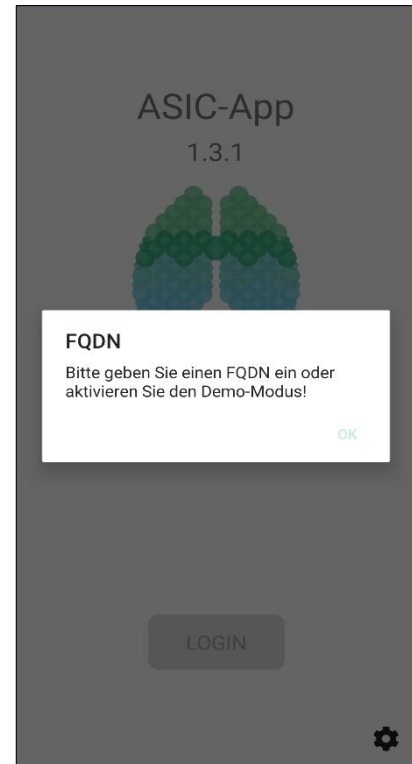 ASIC-App
1.3.1
FQDN
Bitte geben Sie einen FQDN ein oder
aktivieren Sie den Demo-Modus!
OK
LOGIN